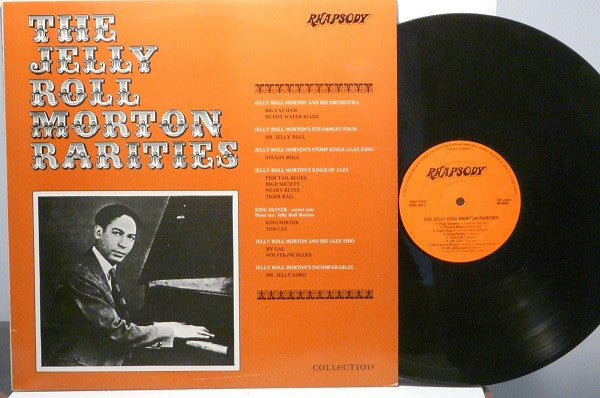 THE
JELLY
ROLL
MORTON
RARITIES
RHAPSODY
JELLY ROLL MORTON AND HIS ORCHESTRA
BIG FAT HAM
MUDDY WATER BLUES
JELLY ROLL MORTON'S STEAMBOAT FOUR
MR. JELLY ROLL
JELLY ROLL MORTON'S STOMP KINGS (JAZZ KIDS)
STEADY ROLL
JELLY ROLL MORTON'S KINGS OF JAZZ
FISH TAIL BLUES
HIGH SOCIETY
WEARY BLUES
TIGER RAG
KING OLIVER cornet solo
Piano acc: Jelly Roll Morton
KING PORTER
TOM CAT
JELLY ROLL MORTON AND HIS JAZZ TRIO
MY GAL
WOLVERINE BLUES
JELLY ROLL MORTON'S INCOMPARABLES
MR. JELLY LORD
COLLECTION
RHAPSODY
SIDE TWO
THE JELLY ROLL MORTON RARITIES